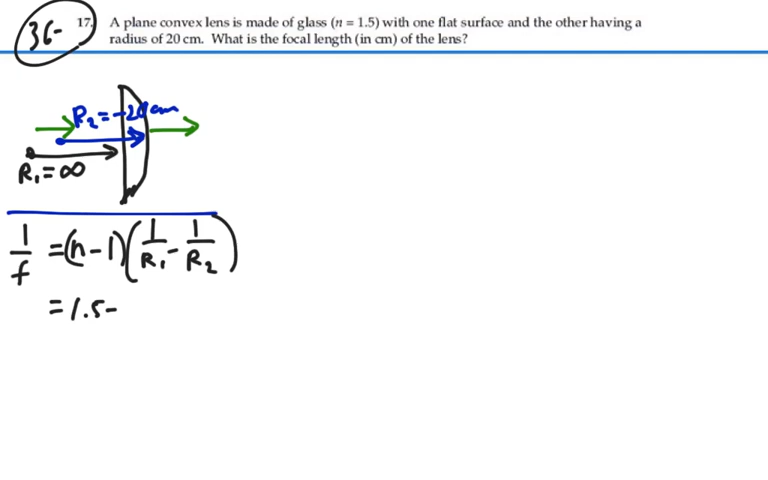 36- 17. A plane convex lens is made of glass (n = 1.5) with one flat surface and the other having a
radius of 20 cm. What is the focal length (in cm) of the lens?
R₂ = -20 cm
R₁ = ∞
1/f = (n-1)(1/R₁ - 1/R₂)
= 1.5-